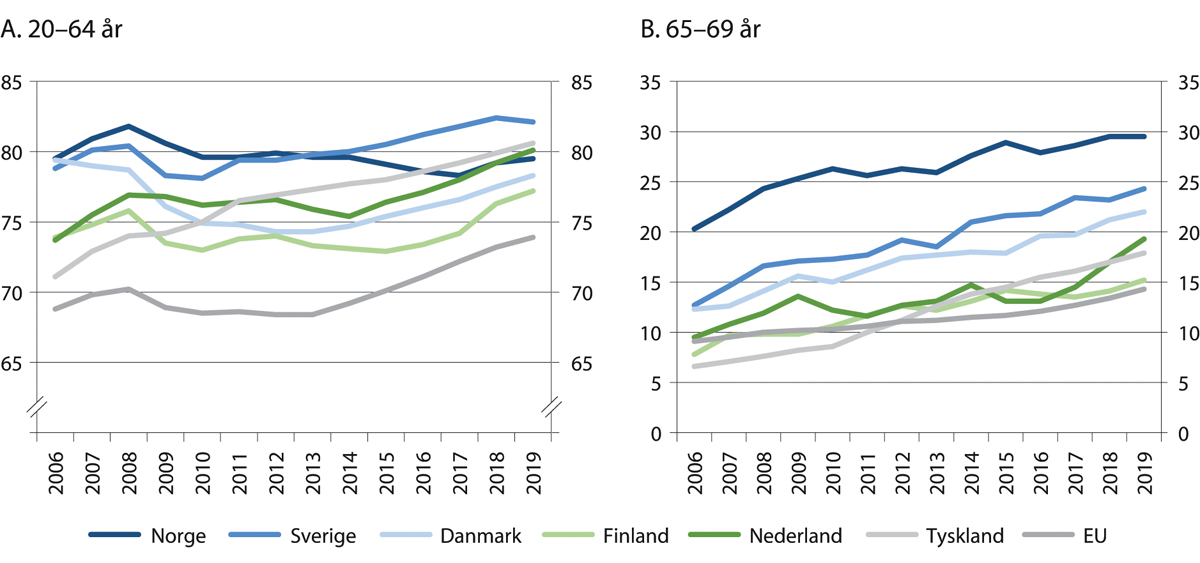 A. 20–64 år
85 85
80 80
75 75
70 70
65 65
2006 2007 2008 2009 2010 2011 2012 2013 2014 2015 2016 2017 2018 2019
B. 65–69 år
35 35
30 30
25 25
20 20
15 15
10 10
5 5
0 0
2006 2007 2008 2009 2010 2011 2012 2013 2014 2015 2016 2017 2018 2019
Norge Sverige Danmark Finland Nederland Tyskland EU